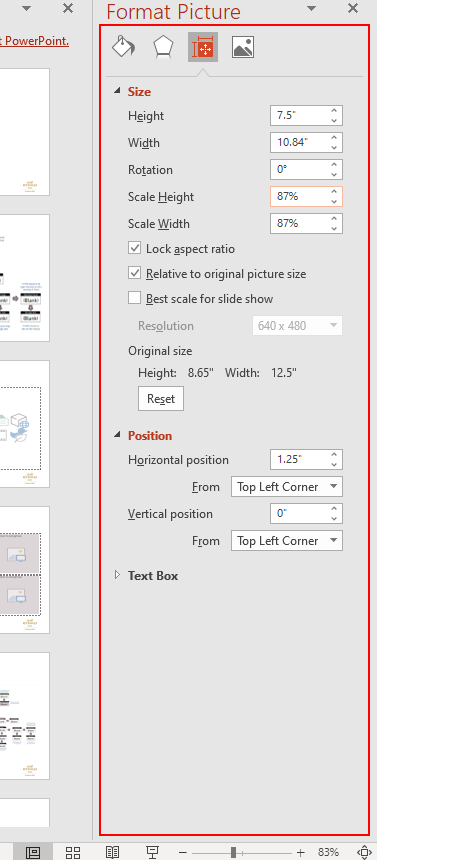 Format Picture
t PowerPoint.
Size
Height 7.5"
Width 10.84"
Rotation 0°
Scale Height 87%
Scale Width 87%
Lock aspect ratio
Relative to original picture size
Best scale for slide show
Resolution 640 x 480
Original size
Height: 8.65" Width: 12.5"
Reset
Position
Horizontal position 1.25"
From Top Left Corner
Vertical position 0"
From Top Left Corner
Text Box
83%